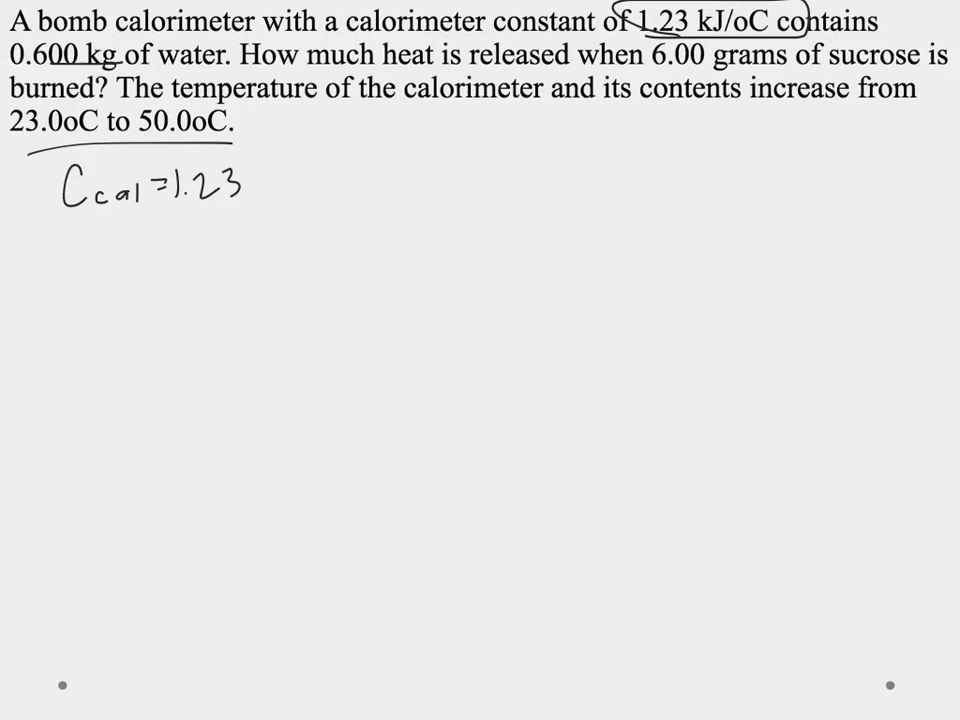 A bomb calorimeter with a calorimeter constant of 1.23 kJ/oC contains
0.600 kg of water. How much heat is released when 6.00 grams of sucrose is
burned? The temperature of the calorimeter and its contents increase from
23.0oC to 50.0oC.
Ccal = 1.23